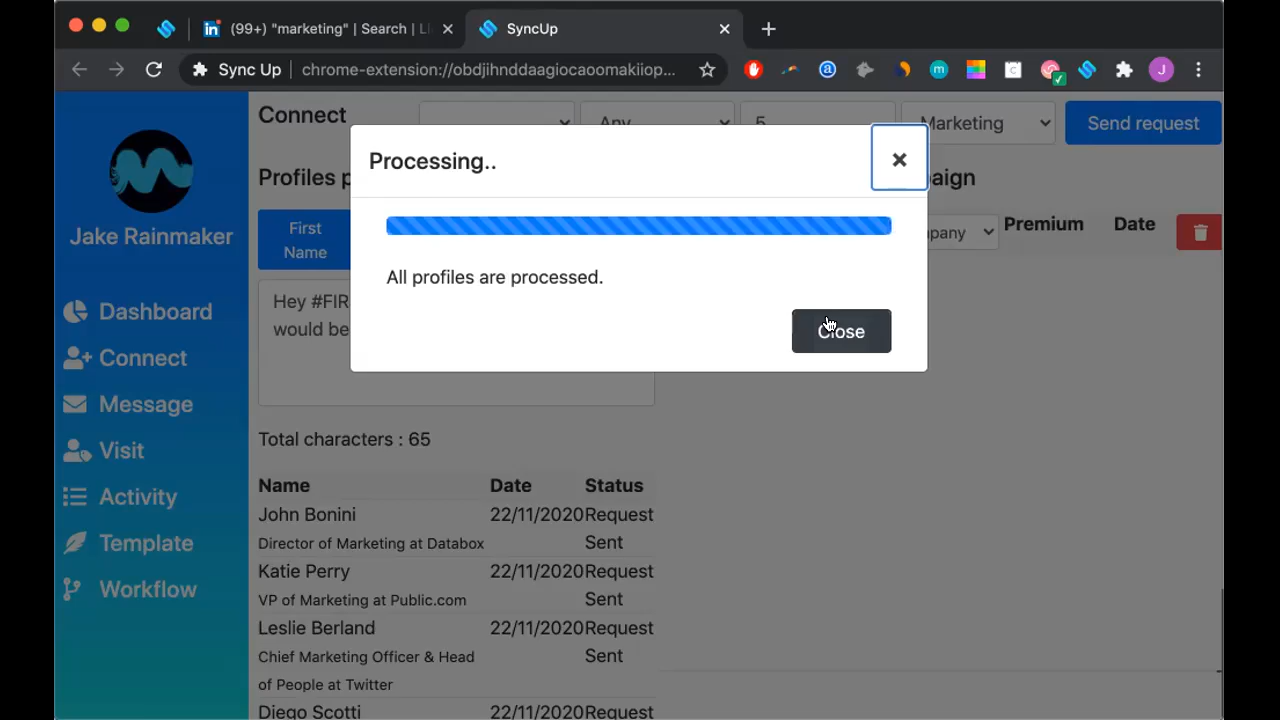 (99+) "marketing" | Search | LI
SyncUp
Sync Up
chrome-extension://obdjihnddaagiocaoomakiiop...
J
Jake Rainmaker
Dashboard
Connect
Message
Visit
Activity
Template
Workflow
Connect
Any
5
Marketing
Send request
Processing..
All profiles are processed.
Close
Profiles p
paign
First
Name
pany
Premium
Date
Hey #FIR
would be
Total characters : 65
Name Date Status
John Bonini 22/11/2020 Request
Director of Marketing at Databox Sent
Katie Perry 22/11/2020 Request
VP of Marketing at Public.com Sent
Leslie Berland 22/11/2020 Request
Chief Marketing Officer & Head Sent
of People at Twitter
Diego Scotti 22/11/2020 Request